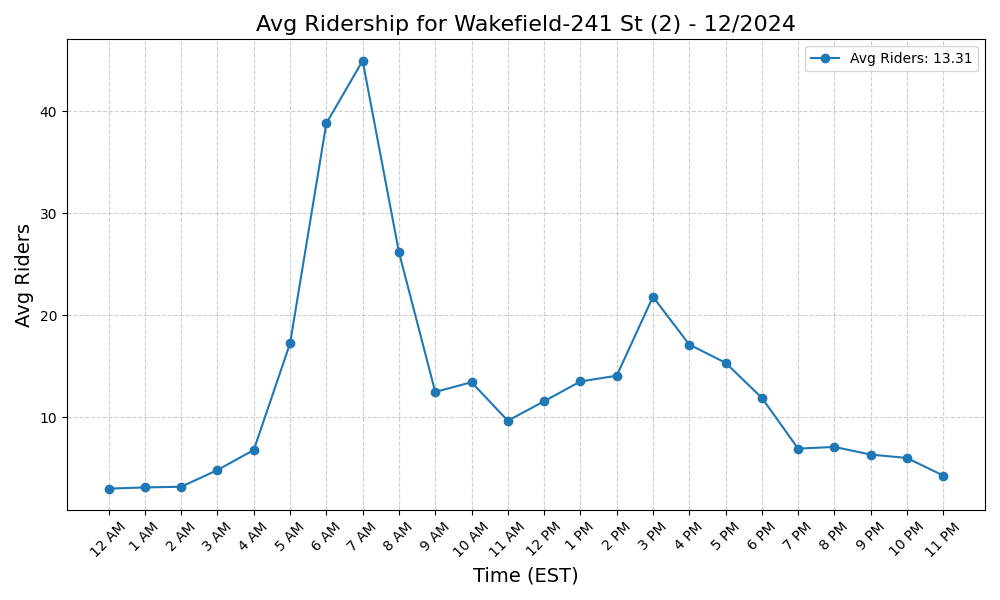 Avg Ridership for Wakefield-241 St (2) - 12/2024
Avg Riders: 13.31
Avg Riders
40
30
20
10
12 AM
1 AM
2 AM
3 AM
4 AM
5 AM
6 AM
7 AM
8 AM
9 AM
10 AM
11 AM
12 PM
1 PM
2 PM
3 PM
4 PM
5 PM
6 PM
7 PM
8 PM
9 PM
10 PM
11 PM
Time (EST)